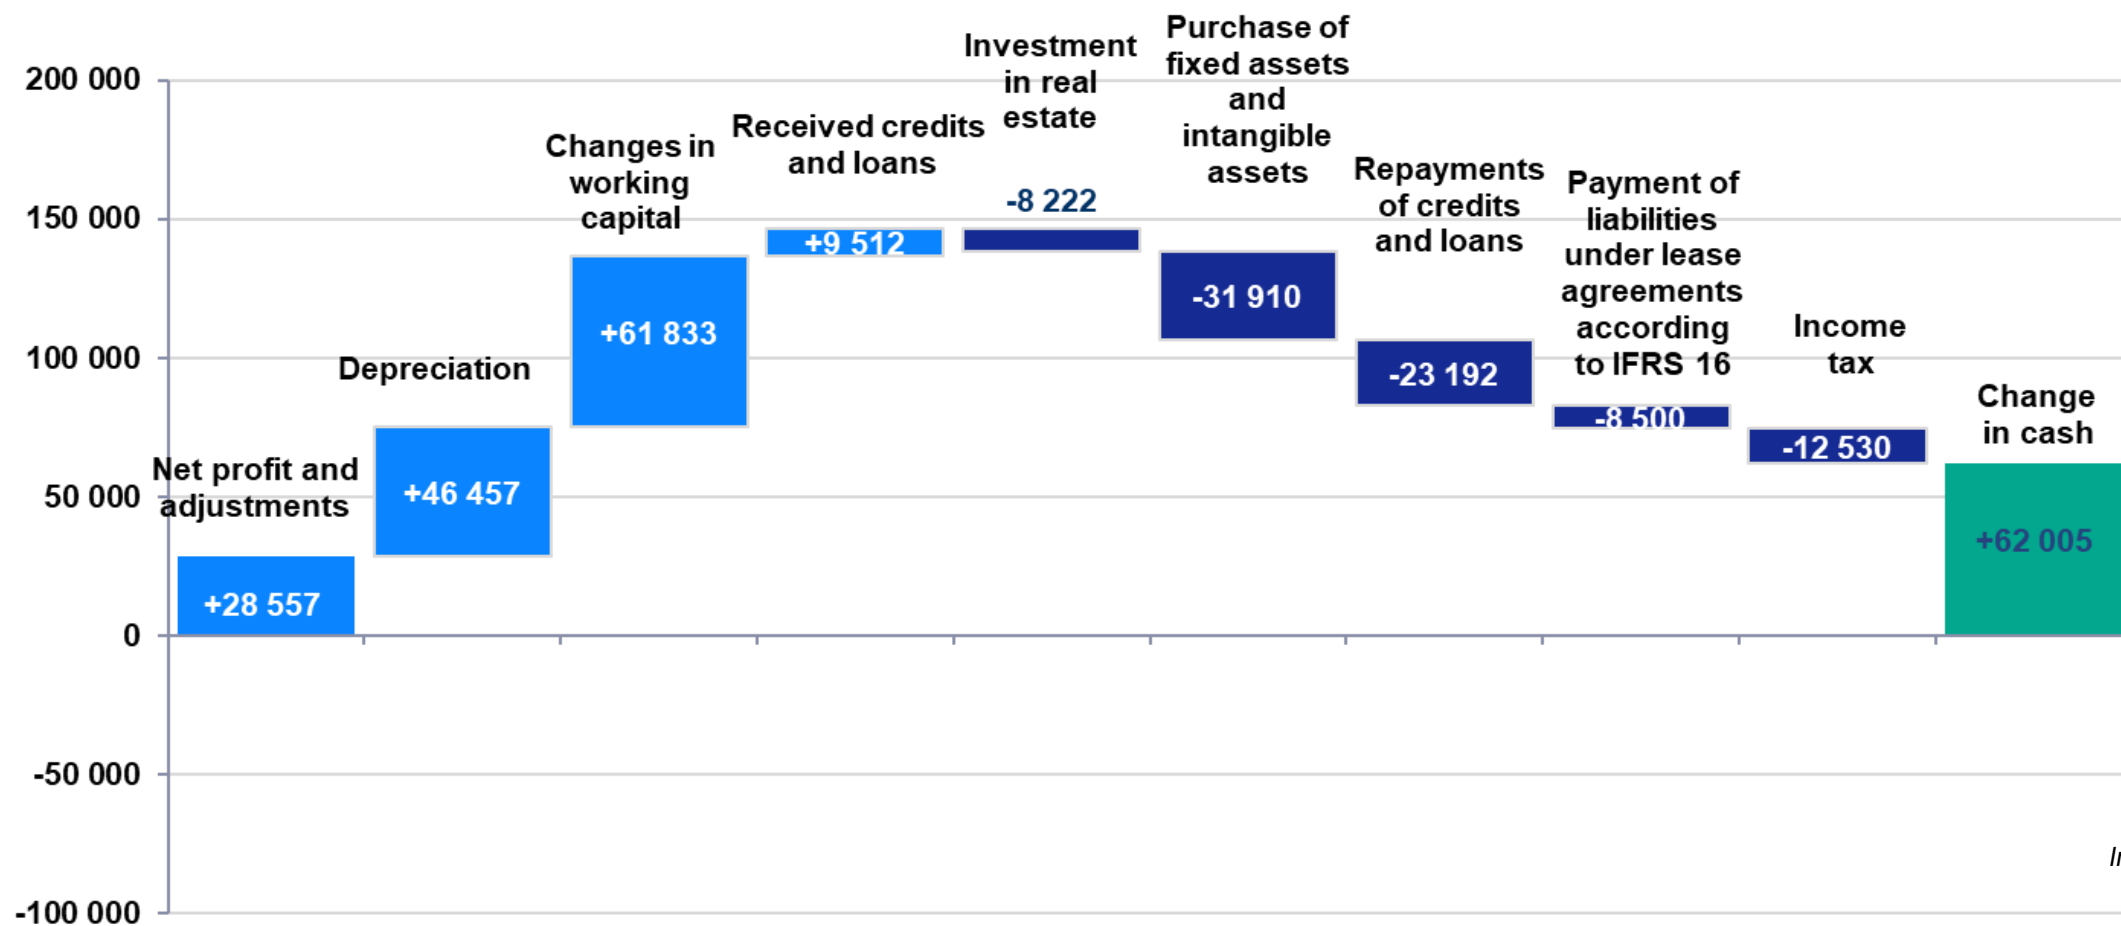 200 000
150 000
100 000
50 000
0
-50 000
-100 000
Net profit and
adjustments
+28 557
Depreciation
+46 457
Changes in
working
capital
+61 833
Received credits
and loans
+9 512
Investment
in real
estate
-8 222
Purchase of
fixed assets
and
intangible
assets
-31 910
Repayments
of credits
and loans
-23 192
Payment of
liabilities
under lease
agreements
according
to IFRS 16
-8 500
Income
tax
-12 530
Change
in cash
+62 005